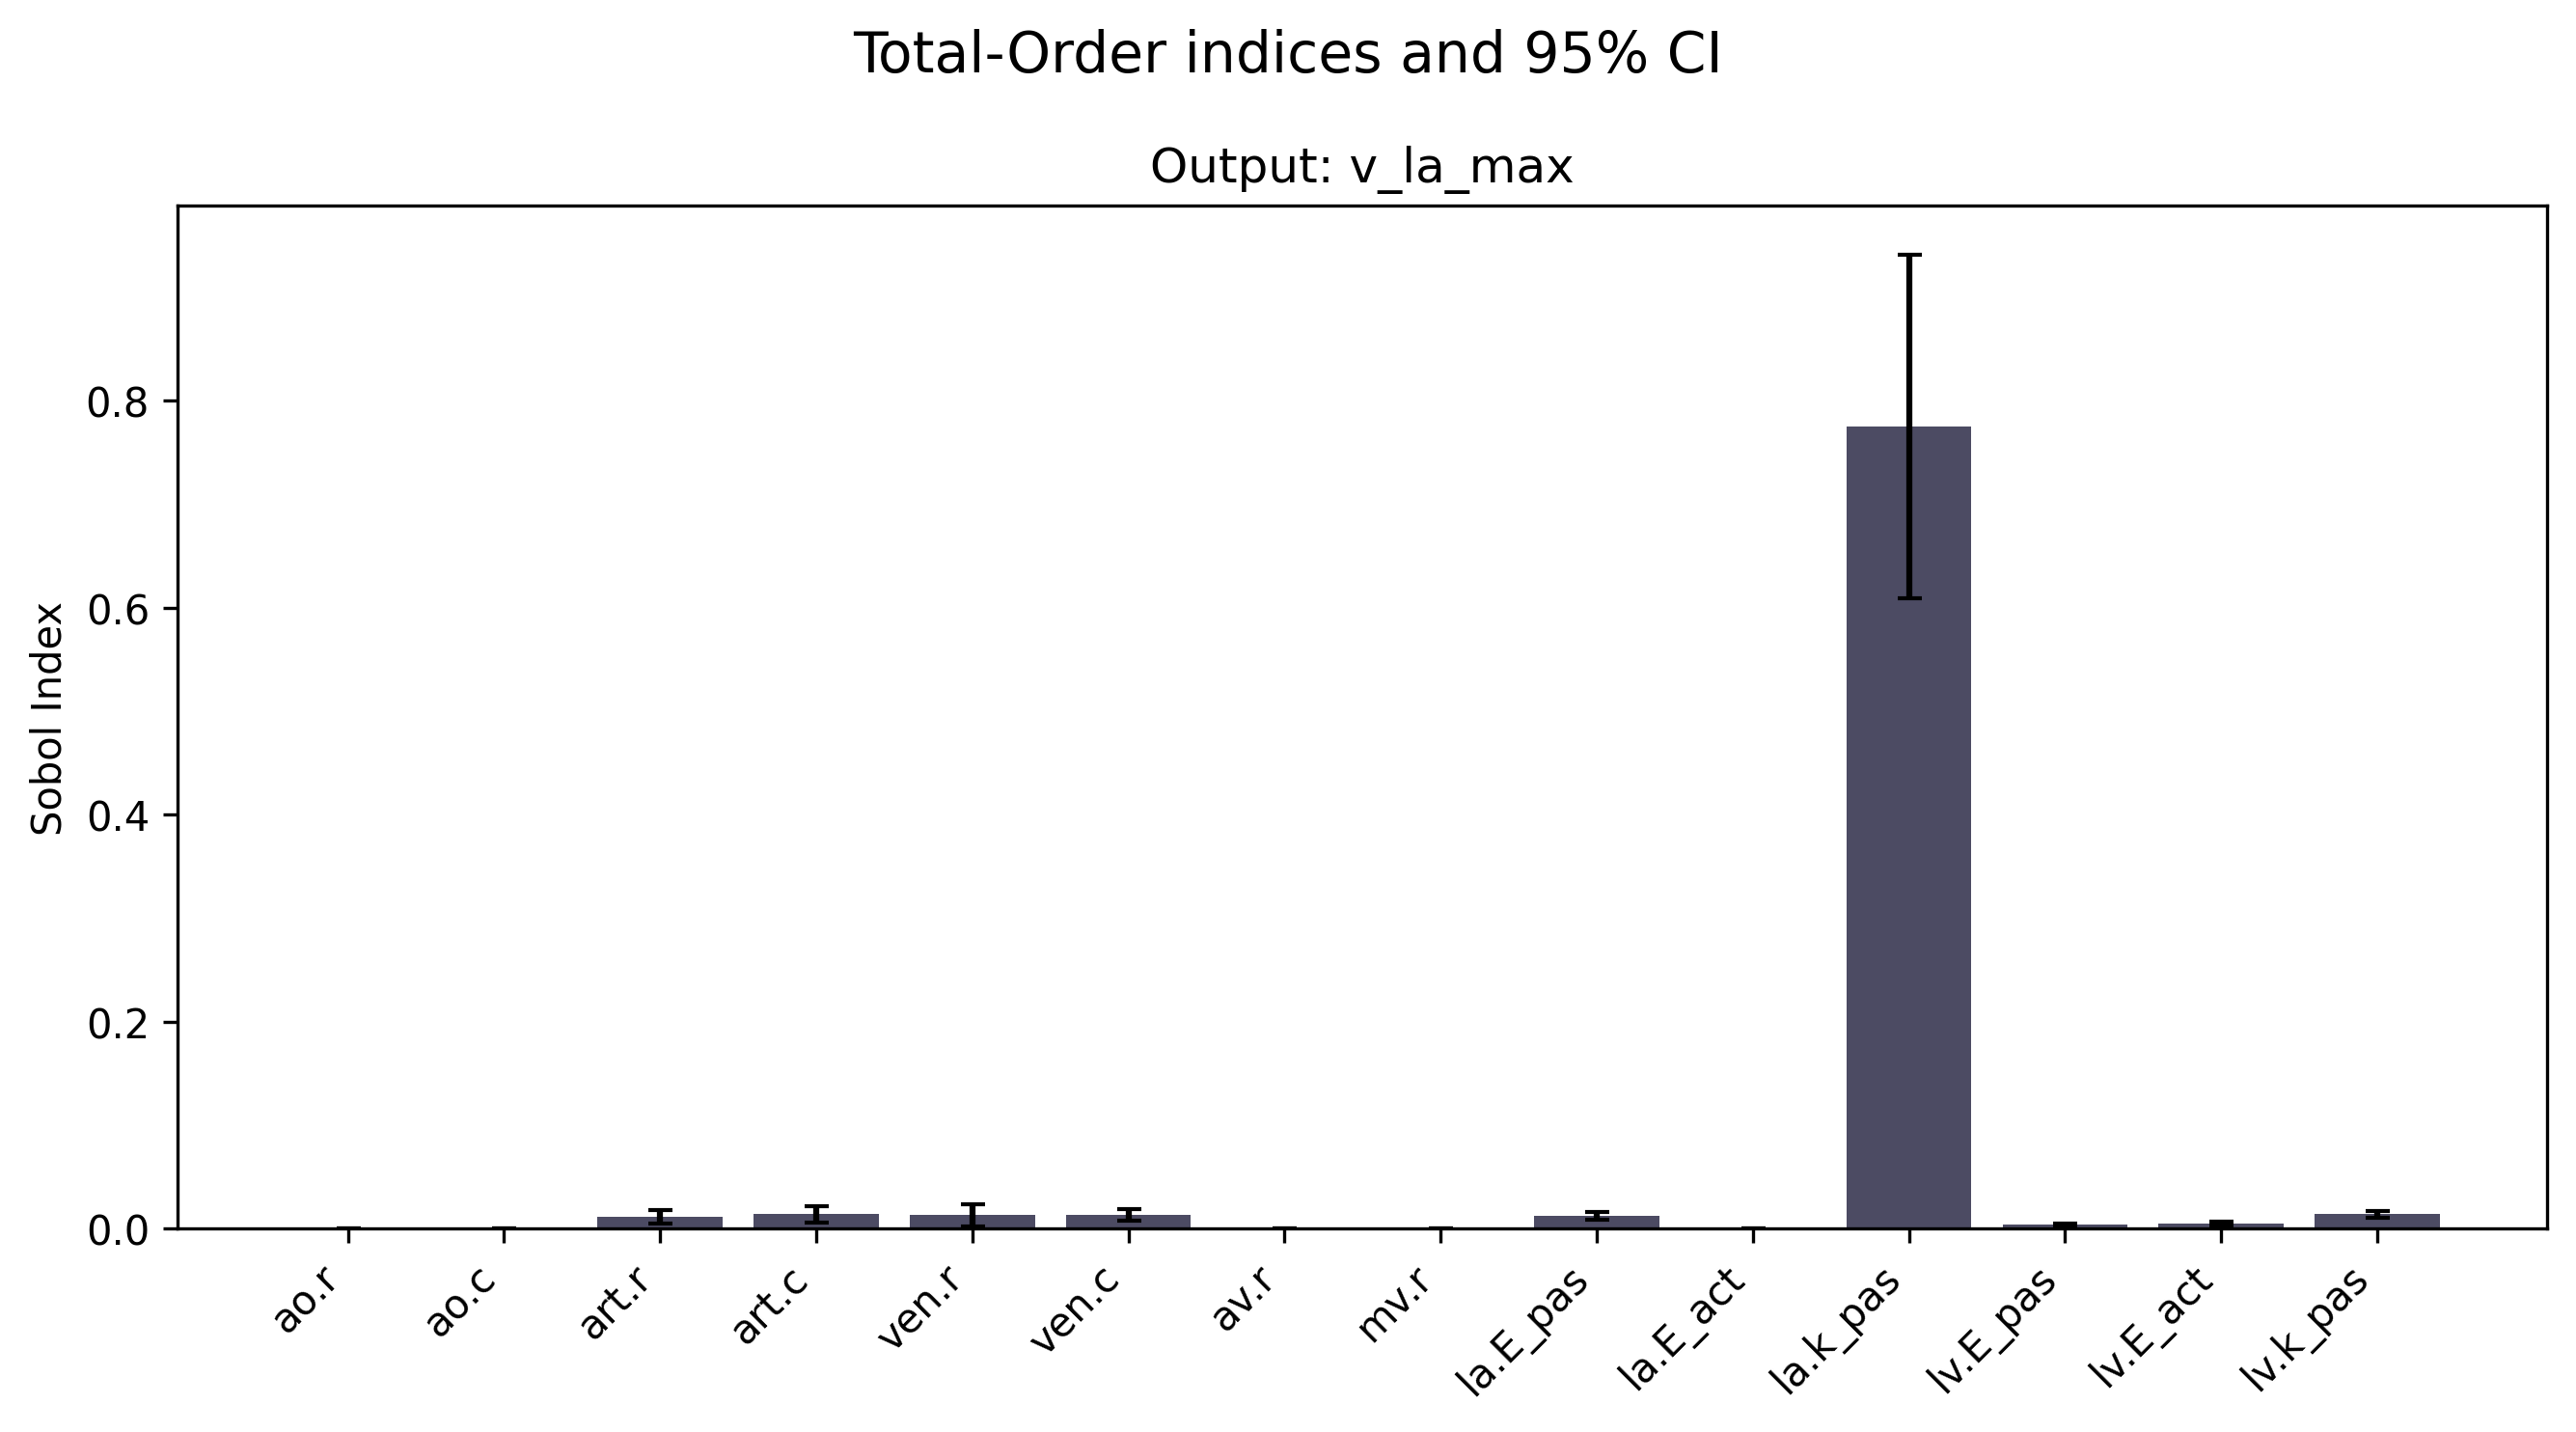 Total-Order indices and 95% CI
Output: v_la_max
Sobol Index
0.8
0.6
0.4
0.2
0.0
ao.r
ao.c
art.r
art.c
ven.r
ven.c
av.r
mv.r
la.E_pas
la.E_act
la.k_pas
lv.E_pas
lv.E_act
lv.k_pas